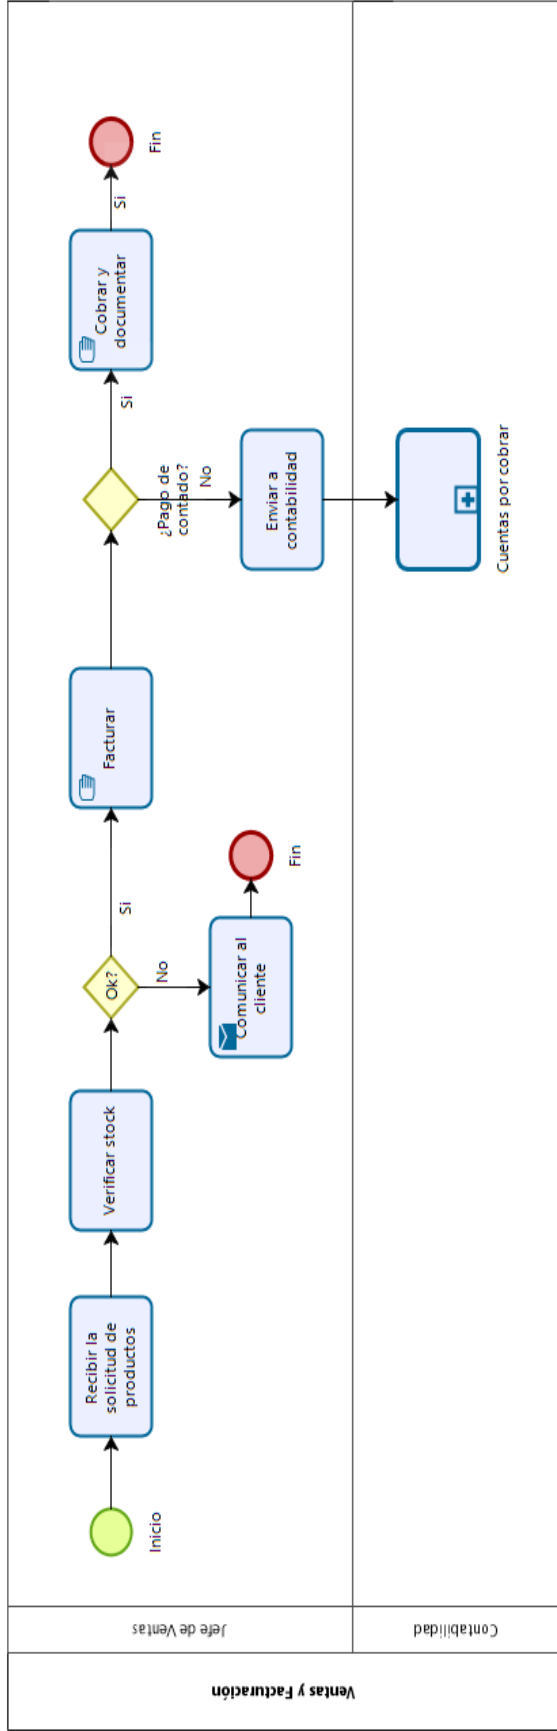 Ventas y Facturación
Jefe de Ventas
Contabilidad
Inicio
Recibir la
solicitud de
productos
Verificar stock
Ok?
Si
No
Comunicar al
cliente
Fin
Facturar
¿Pago de
contado?
Si
No
Cobrar y
documentar
Si
Fin
Enviar a
contabilidad
Cuentas por cobrar